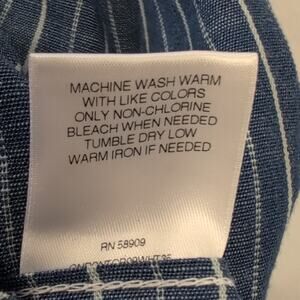 MACHINE WASH WARM
WITH LIKE COLORS
ONLY NON-CHLORINE
BLEACH WHEN NEEDED
TUMBLE DRY LOW
WARM IRON IF NEEDED
RN 58909